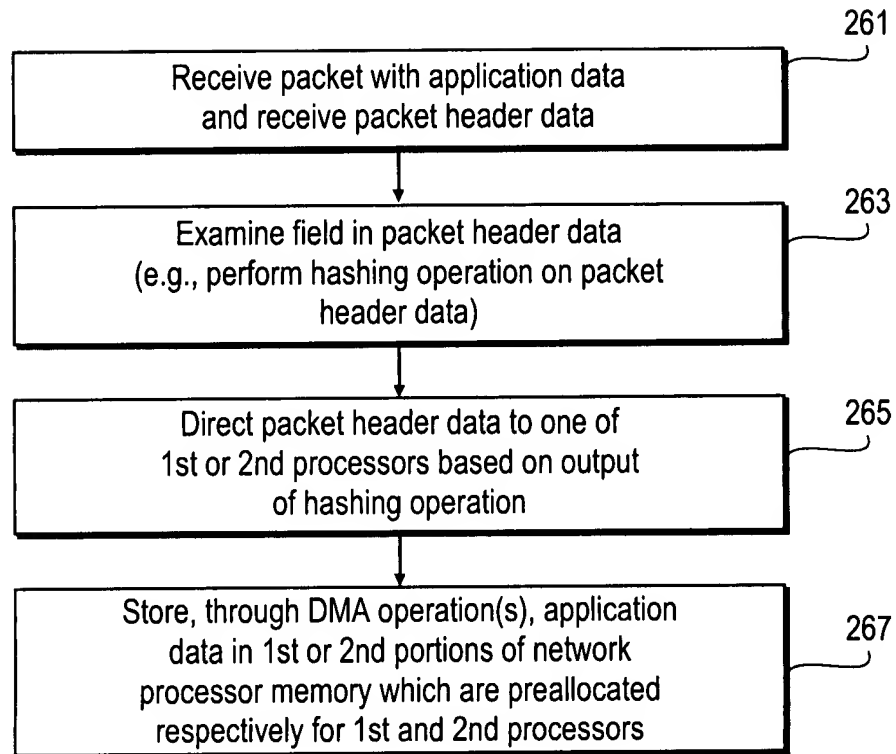 261
Receive packet with application data
and receive packet header data
263
Examine field in packet header data
(e.g., perform hashing operation on packet
header data)
265
Direct packet header data to one of
1st or 2nd processors based on output
of hashing operation
267
Store, through DMA operation(s), application
data in 1st or 2nd portions of network
processor memory which are preallocated
respectively for 1st and 2nd processors